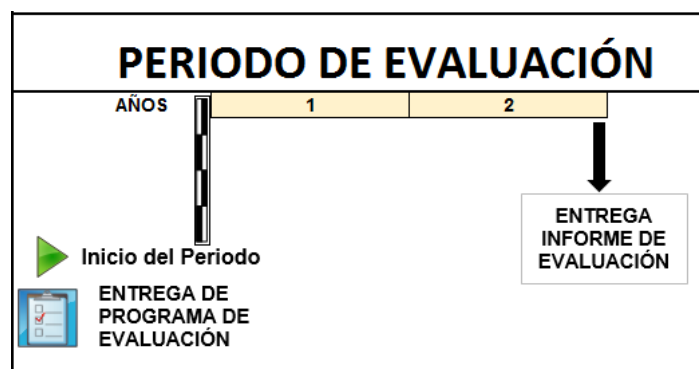 PERIODO DE EVALUACIÓN
AÑOS 1 2
ENTREGA
INFORME DE
EVALUACIÓN
Inicio del Periodo
ENTREGA DE
PROGRAMA DE
EVALUACIÓN